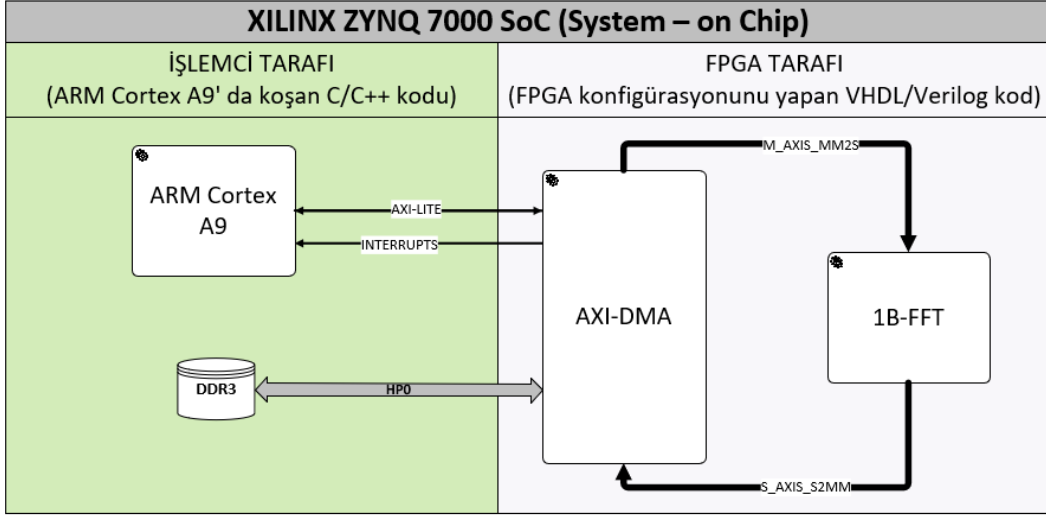 XILINX ZYNQ 7000 SoC (System – on Chip)
İŞLEMCİ TARAFI
(ARM Cortex A9' da koşan C/C++ kodu)
FPGA TARAFI
(FPGA konfigürasyonunu yapan VHDL/Verilog kod)
M_AXIS_MM2S
ARM Cortex
A9
AXI-LITE
INTERRUPTS
AXI-DMA
1B-FFT
DDR3
HP0
S_AXIS_S2MM